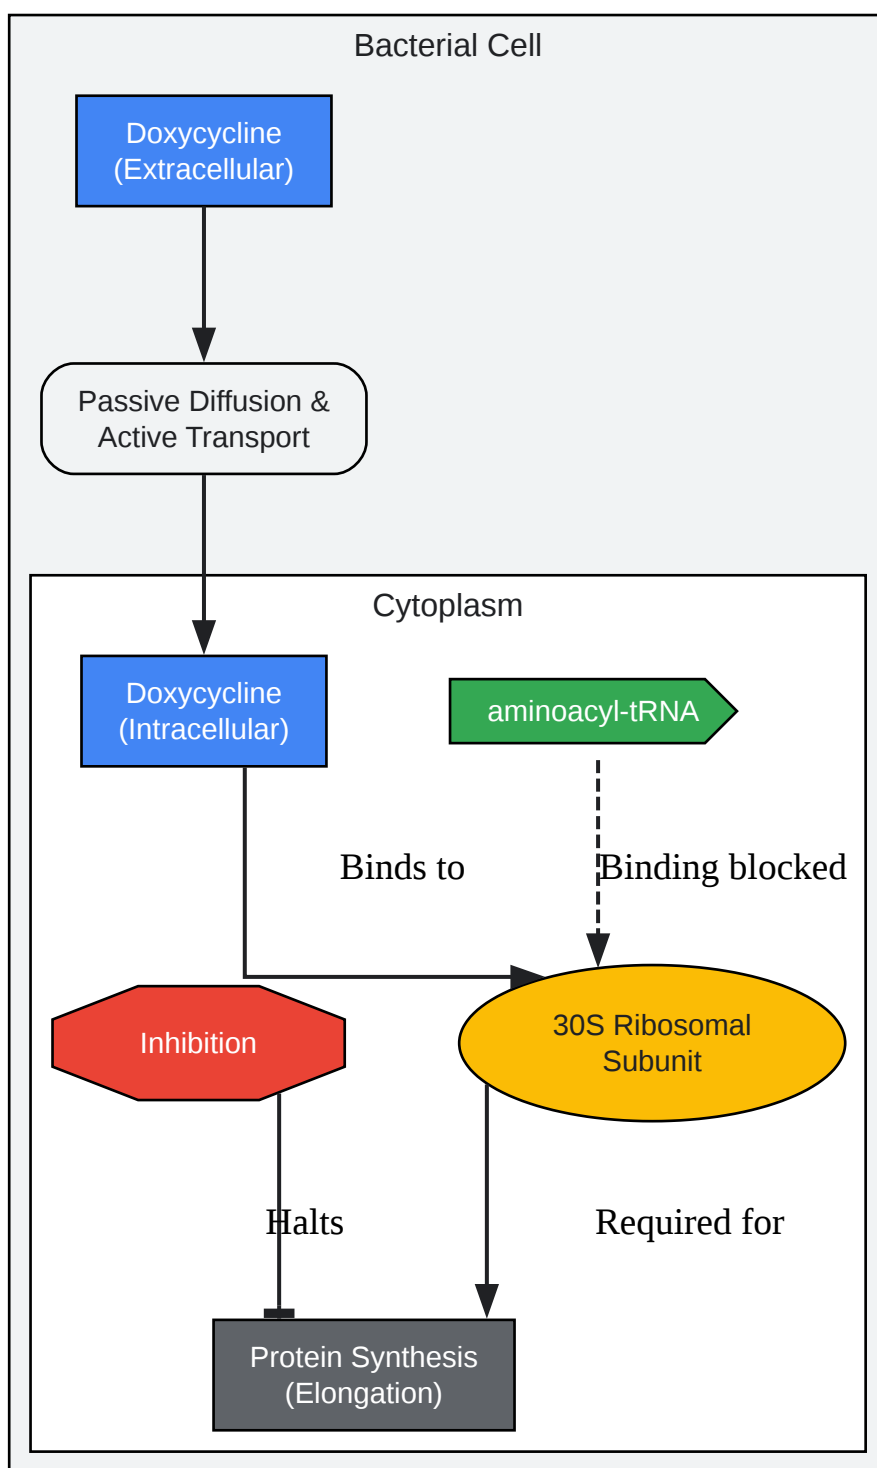 Bacterial Cell
Doxycycline
(Extracellular)
Passive Diffusion &
Active Transport
Cytoplasm
Doxycycline
(Intracellular)
aminoacyl-tRNA
Binds to
Binding blocked
Inhibition
30S Ribosomal
Subunit
Halts
Required for
Protein Synthesis
(Elongation)